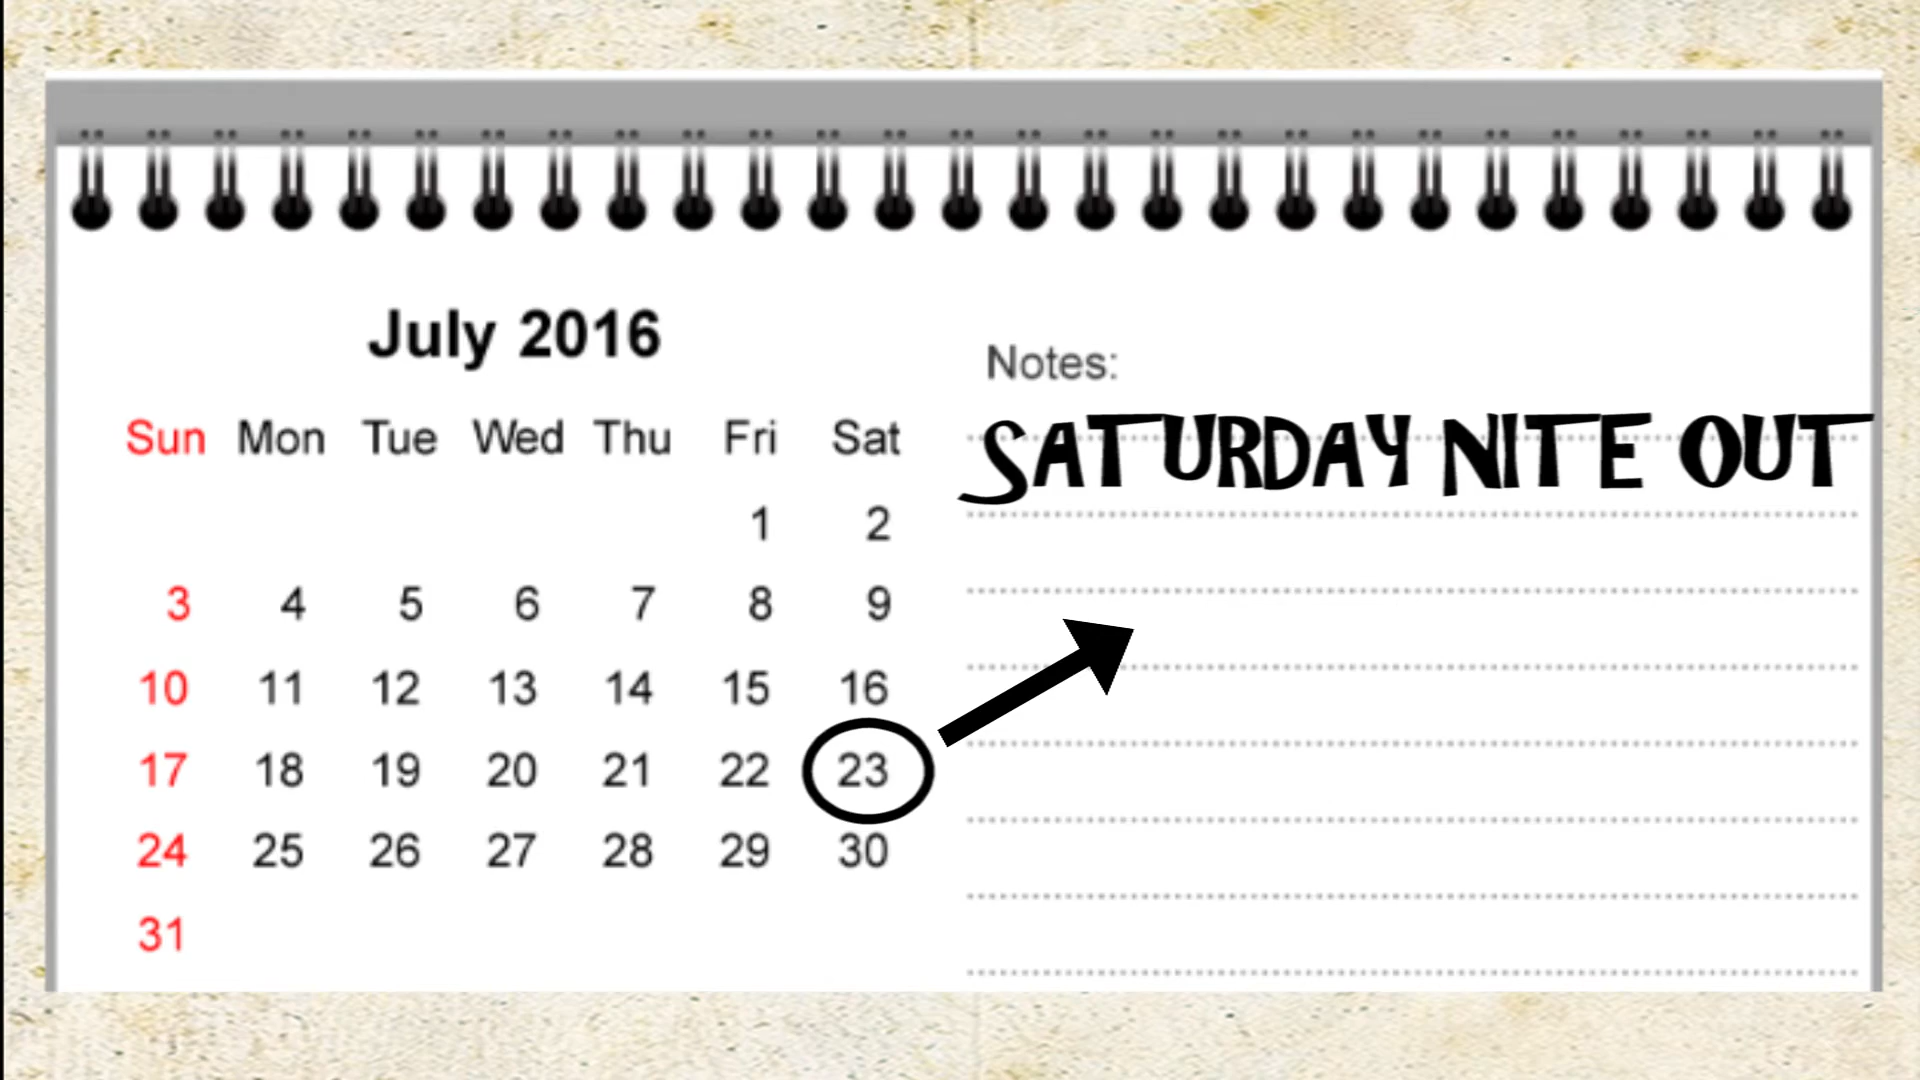 July 2016
Sun Mon Tue Wed Thu Fri Sat
1 2
3 4 5 6 7 8 9
10 11 12 13 14 15 16
17 18 19 20 21 22 23
24 25 26 27 28 29 30
31
Notes:
SATURDAY NITE OUT